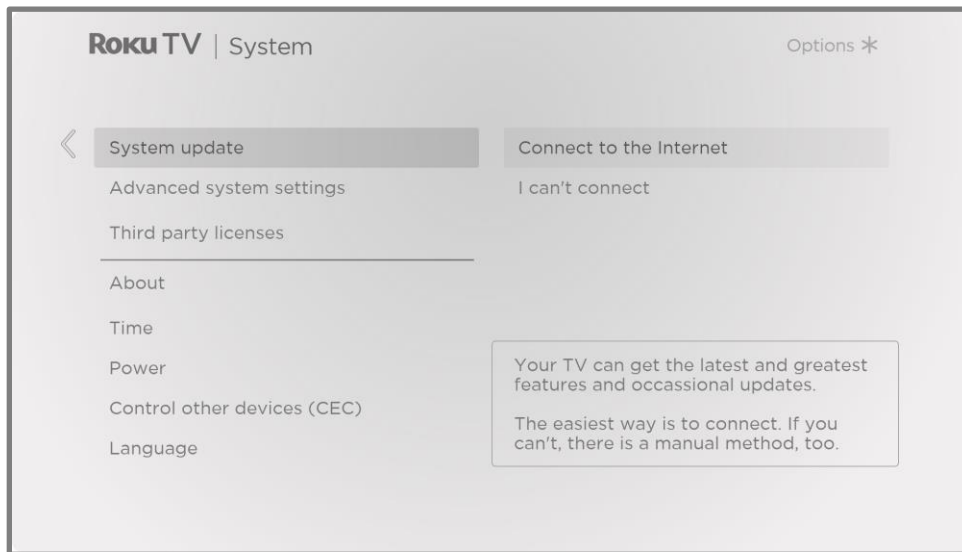 Roku TV | System
Options *
System update
Advanced system settings
Third party licenses
About
Time
Power
Control other devices (CEC)
Language
Connect to the Internet
I can't connect
Your TV can get the latest and greatest
features and occassional updates.
The easiest way is to connect. If you
can't, there is a manual method, too.